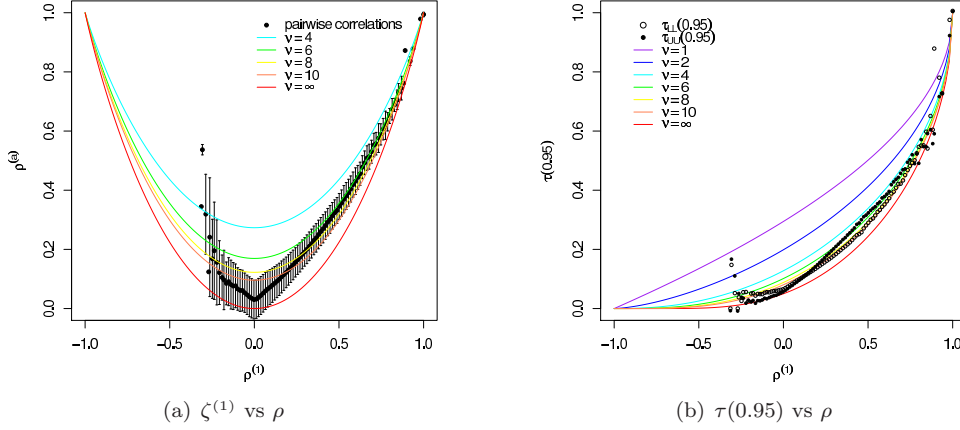 pairwise correlations
ν = 4
ν = 6
ν = 8
ν = 10
ν = ∞
1.0
0.8
0.6
0.4
0.2
0.0
ρ(a)
−1.0 −0.5 0.0 0.5 1.0
ρ(1)
(a) ζ(1) vs ρ
τLL(0.95)
τUU(0.95)
ν = 1
ν = 2
ν = 4
ν = 6
ν = 8
ν = 10
ν = ∞
1.0
0.8
0.6
0.4
0.2
0.0
τ(0.95)
−1.0 −0.5 0.0 0.5 1.0
ρ(1)
(b) τ(0.95) vs ρ